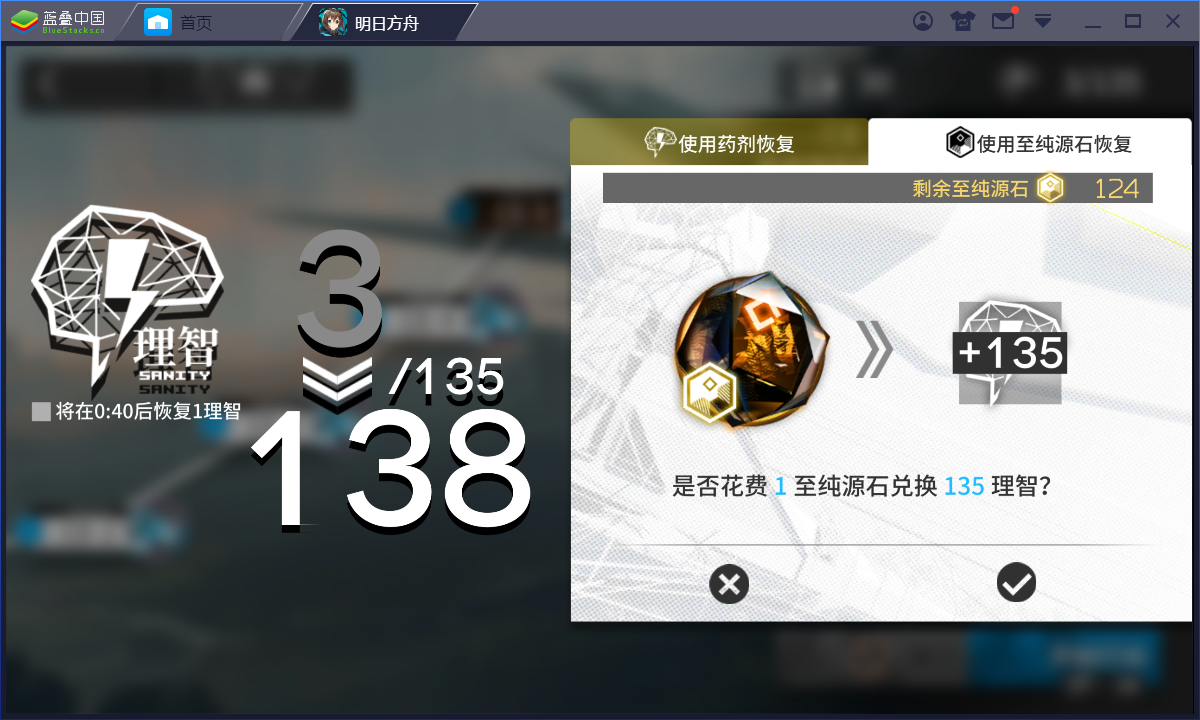 蓝叠中国
BlueStacks.cn
首页
明日方舟
使用药剂恢复
使用至纯源石恢复
剩余至纯源石 124
3
/135
138
理智
SANITY
将在0:40后恢复1理智
+135
是否花费 1 至纯源石兑换 135 理智?